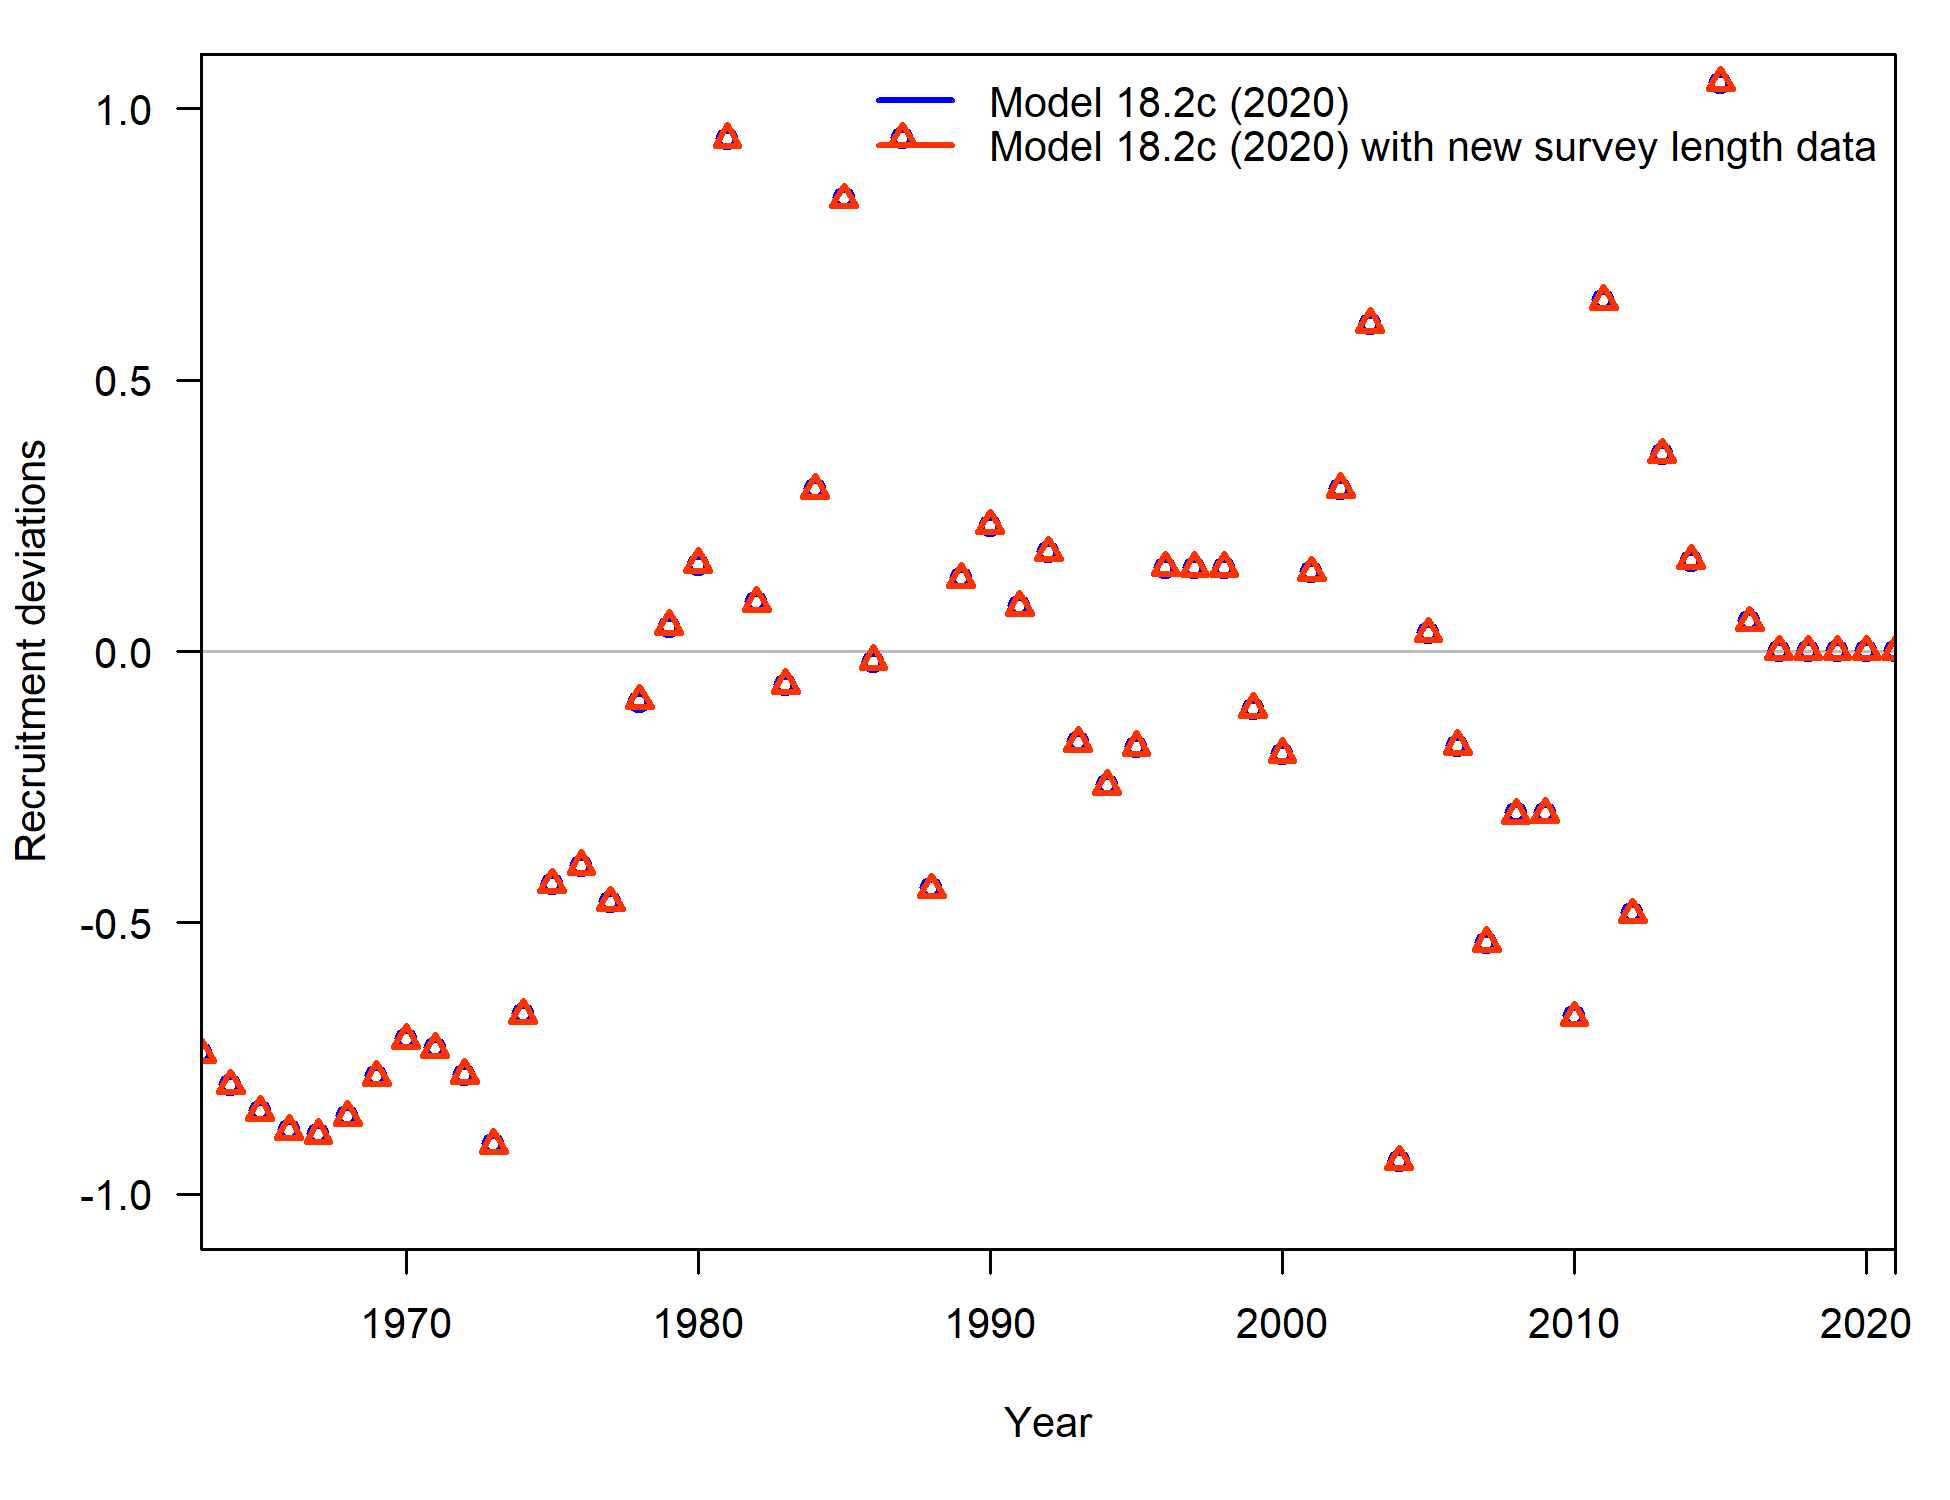 Model 18.2c (2020)
Model 18.2c (2020) with new survey length data
1.0
0.5
0.0
-0.5
-1.0
Recruitment deviations
1970 1980 1990 2000 2010 2020
Year